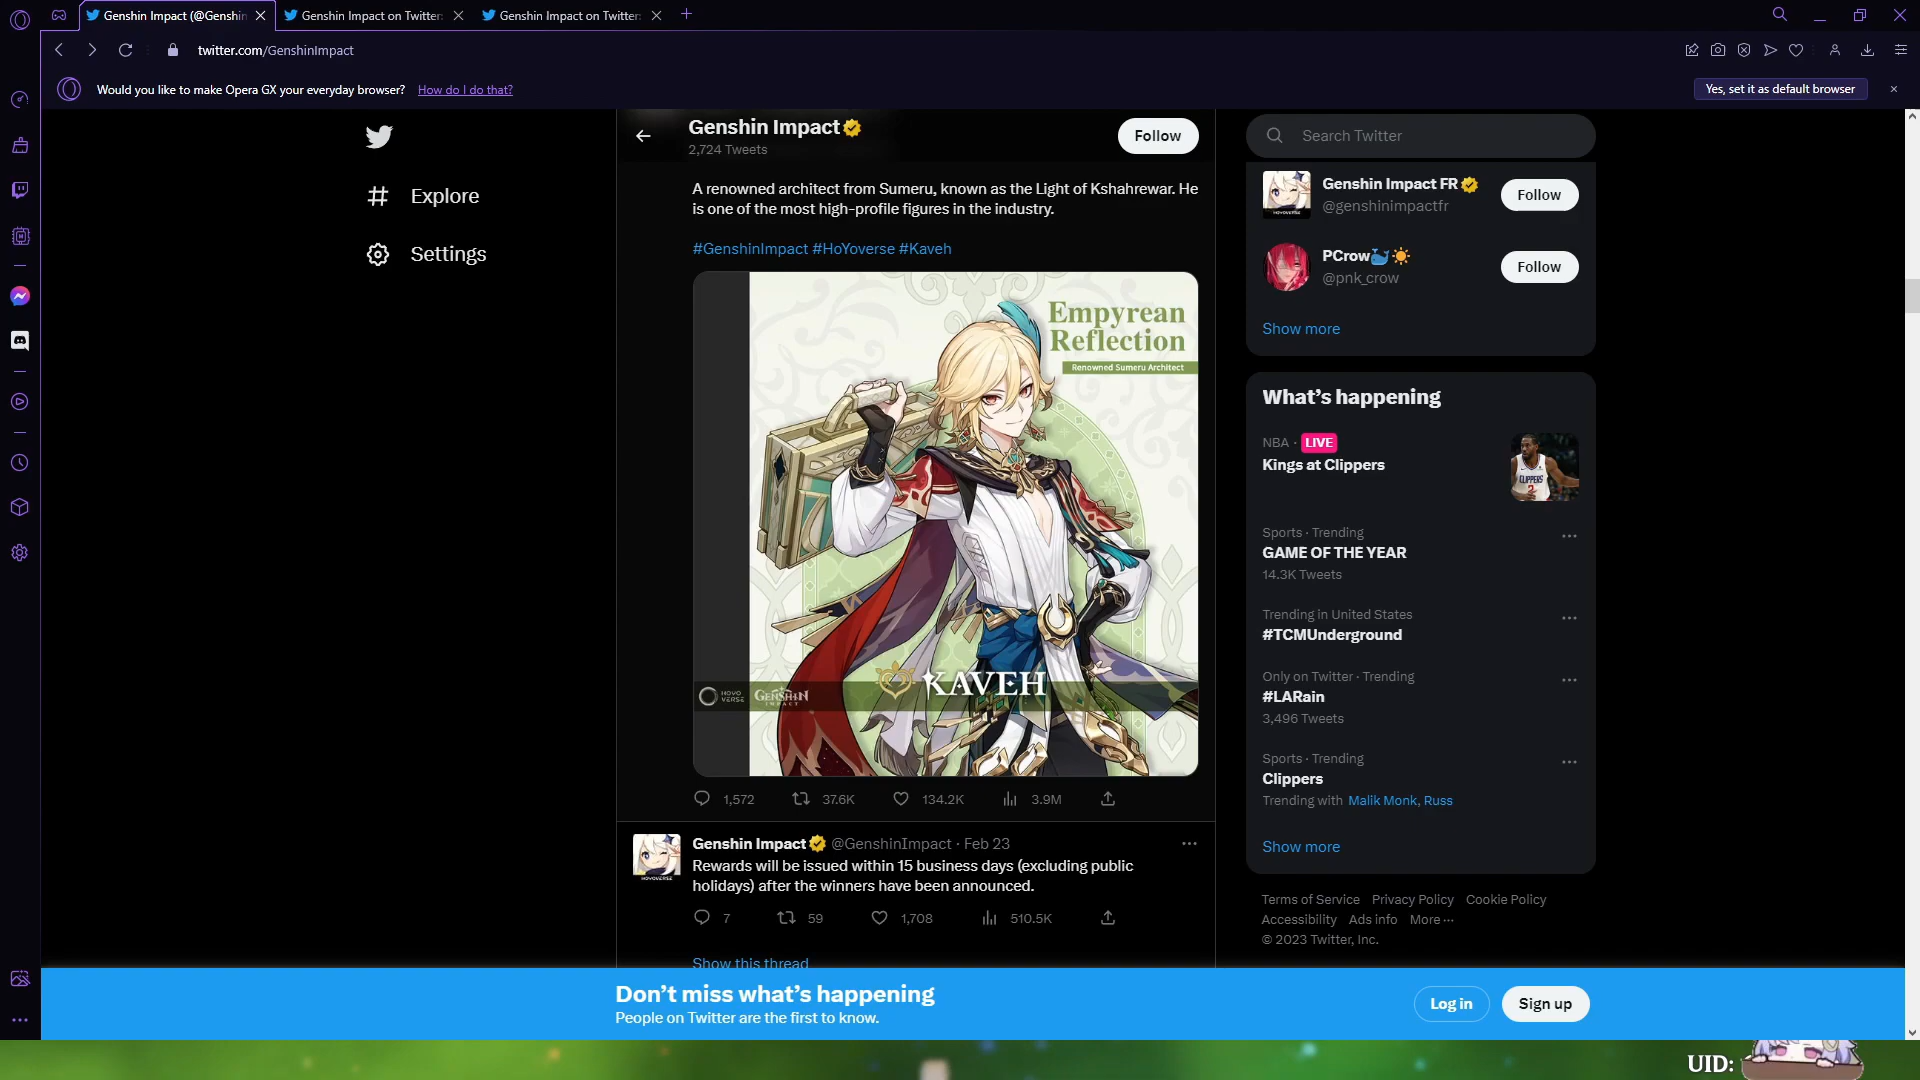 Genshin Impact (@Genshin
Genshin Impact on Twitter:
Genshin Impact on Twitter:
twitter.com/GenshinImpact
Would you like to make Opera GX your everyday browser? How do I do that?
Yes, set it as default browser
Explore
Settings
Genshin Impact
2,724 Tweets
Follow
A renowned architect from Sumeru, known as the Light of Kshahrewar. He
is one of the most high-profile figures in the industry.
#GenshinImpact #HoYoverse #Kaveh
Empyrean
Reflection
Renowned Sumeru Architect
CLIPPERS
2
HOYO
VERSE
GENSHIN
IMPACT
KAVEH
1,572
37.6K
134.2K
3.9M
Genshin Impact @GenshinImpact · Feb 23
HOYOVERSE
Rewards will be issued within 15 business days (excluding public
holidays) after the winners have been announced.
7
59
1,708
510.5K
Show this thread
Search Twitter
Genshin Impact FR
@genshinimpactfr
Follow
HOYOVERSE
PCrow
@pnk_crow
Follow
Show more
What's happening
NBA · LIVE
Kings at Clippers
Sports · Trending
GAME OF THE YEAR
14.3K Tweets
Trending in United States
#TCMUnderground
Only on Twitter · Trending
#LARain
3,496 Tweets
Sports · Trending
Clippers
Trending with Malik Monk, Russ
Show more
Terms of Service Privacy Policy Cookie Policy
Accessibility Ads info More
© 2023 Twitter, Inc.
Don't miss what's happening
People on Twitter are the first to know.
Log in
Sign up
UID: